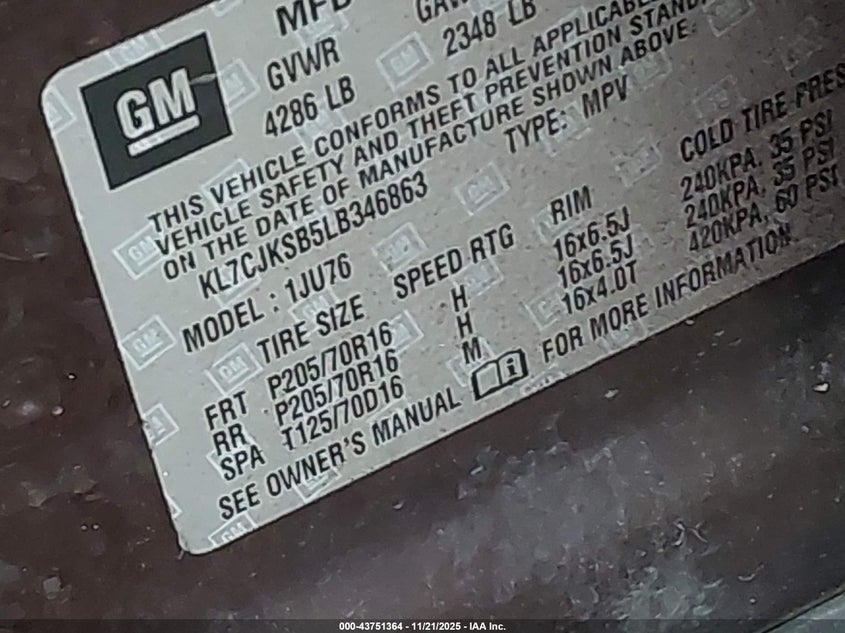 GM
MFD
GVWR
4286 LB
2348 LB
THIS VEHICLE CONFORMS TO ALL
VEHICLE SAFETY AND THEFT PREVENTION
ON THE DATE OF MANUFACTURE SHOWN ABOVE.
KL7CJKSB5LB346863 TYPE: MPV
MODEL : 1JU76
TIRE SIZE SPEED RTG RIM COLD TIRE
FRT P205/70R16 H 16x6.5J 240KPA, 35 PSI
RR P205/70R16 H 16x6.5J 240KPA, 35 PSI
SPA T125/70D16 M 16x4.0T 420KPA, 60 PSI
SEE OWNER'S MANUAL FOR MORE INFORMATION
000-43751364 - 11/21/2025 - IAA Inc.